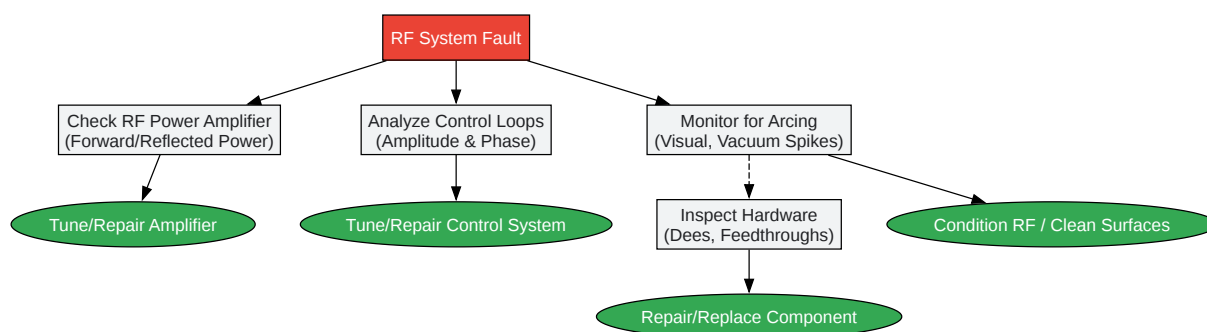 RF System Fault
Check RF Power Amplifier
(Forward/Reflected Power)
Analyze Control Loops
(Amplitude & Phase)
Monitor for Arcing
(Visual, Vacuum Spikes)
Tune/Repair Amplifier
Tune/Repair Control System
Inspect Hardware
(Dees, Feedthroughs)
Condition RF / Clean Surfaces
Repair/Replace Component